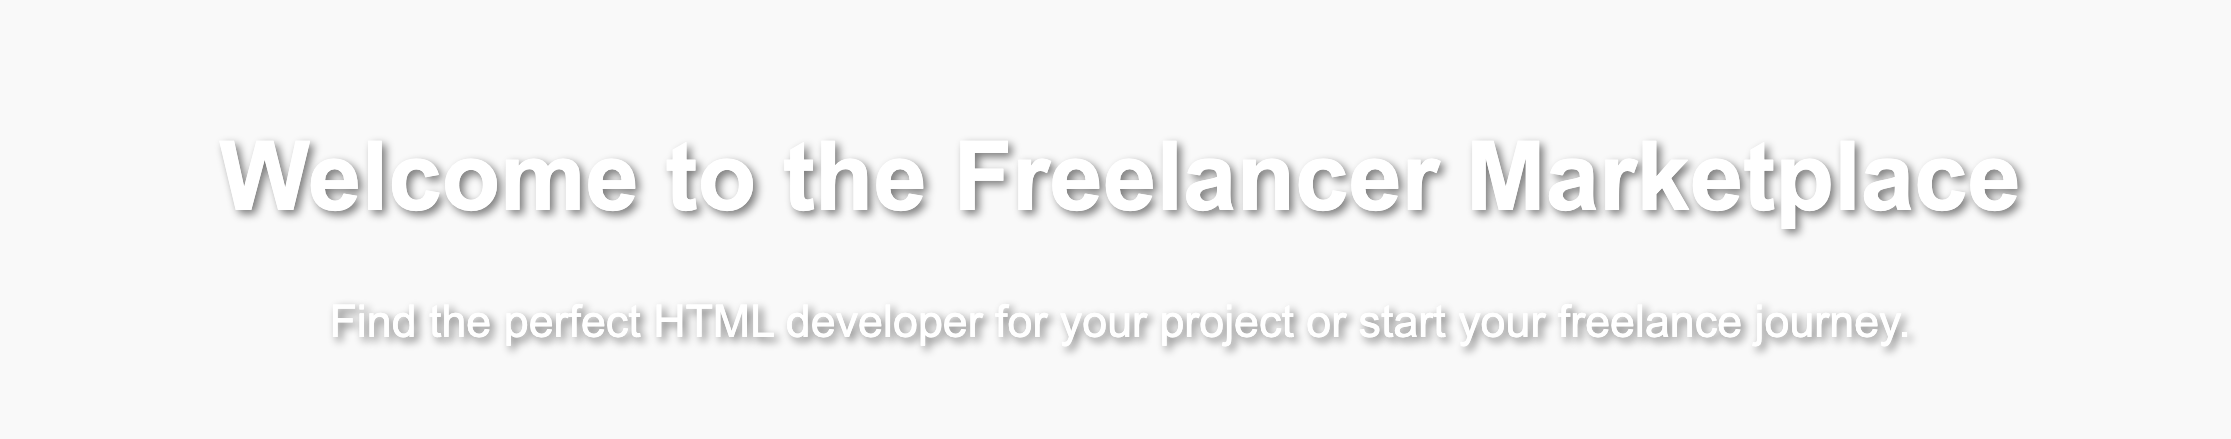 Welcome to the Freelancer Marketplace
Find the perfect HTML developer for your project or start your freelance journey.